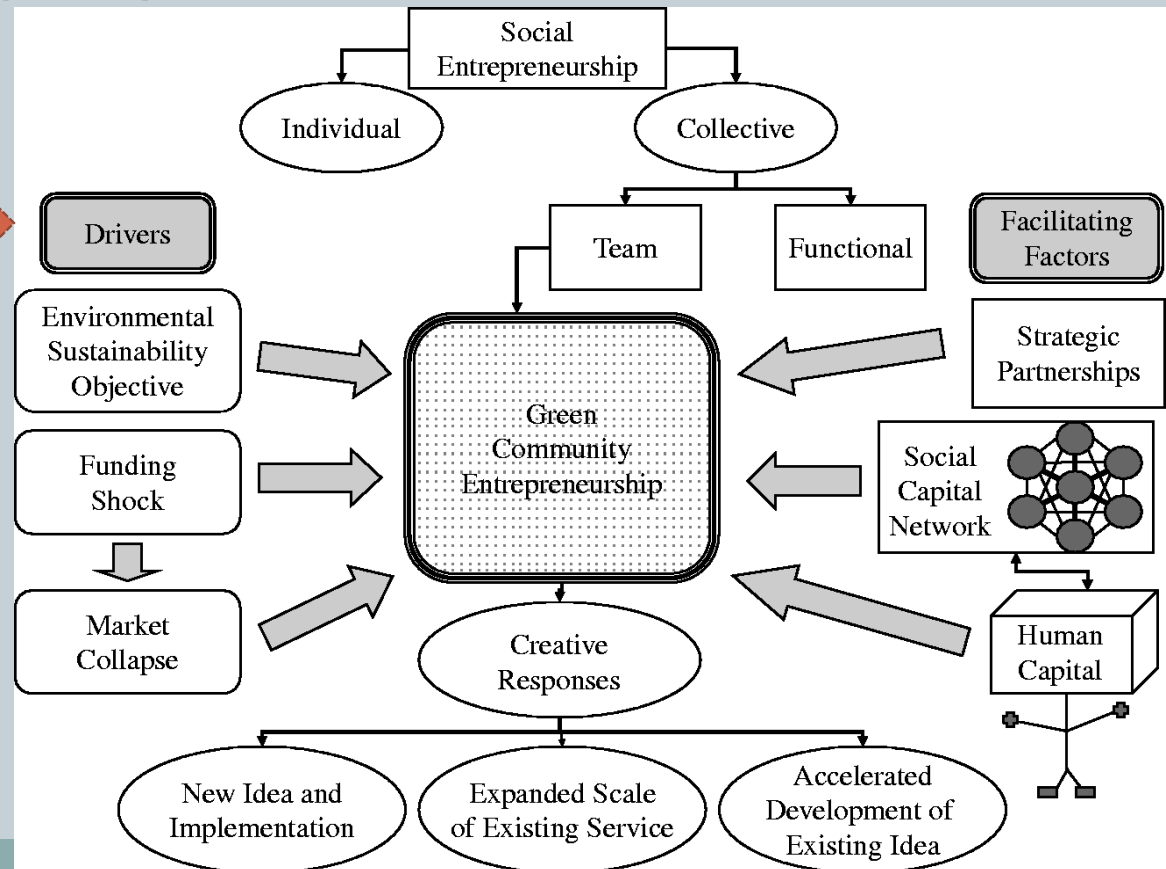 Social
Entrepreneurship
Individual
Collective
Drivers
Team
Functional
Facilitating
Factors
Environmental
Sustainability
Objective
Green
Community
Entrepreneurship
Strategic
Partnerships
Funding
Shock
Social
Capital
Network
Market
Collapse
Creative
Responses
Human
Capital
New Idea and
Implementation
Expanded Scale
of Existing Service
Accelerated
Development of
Existing Idea